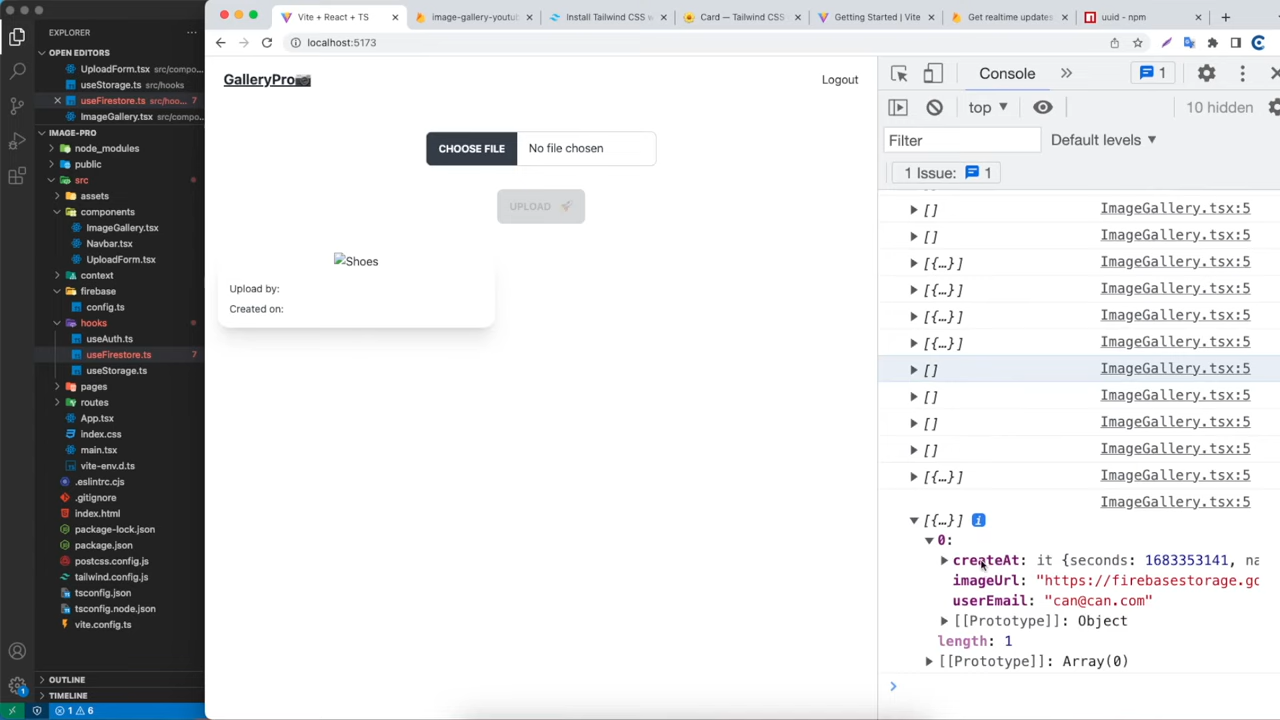 Vite + React + TS
image-gallery-youtu
Install Tailwind CSS w
Card — Tailwind CSS
Getting Started | Vite
Get realtime updates
uuid - npm
localhost:5173
EXPLORER
OPEN EDITORS
UploadForm.tsx src/compo...
useStorage.ts src/hooks
useFirestore.ts src/hoo... 7
ImageGallery.tsx src/compo...
IMAGE-PRO
node_modules
public
src
assets
components
ImageGallery.tsx
Navbar.tsx
UploadForm.tsx
context
firebase
config.ts
hooks
useAuth.ts
useFirestore.ts 7
useStorage.ts
pages
routes
App.tsx
index.css
main.tsx
vite-env.d.ts
.eslintrc.cjs
.gitignore
index.html
package-lock.json
package.json
postcss.config.js
tailwind.config.js
tsconfig.json
tsconfig.node.json
vite.config.ts
OUTLINE
TIMELINE
1 6
1
GalleryPro
Logout
CHOOSE FILE No file chosen
UPLOAD
Shoes
Upload by:
Created on:
Console » 1
top 10 hidden
Filter Default levels
1 Issue: 1
[] ImageGallery.tsx:5
[] ImageGallery.tsx:5
[{…}] ImageGallery.tsx:5
[{…}] ImageGallery.tsx:5
[{…}] ImageGallery.tsx:5
[{…}] ImageGallery.tsx:5
[] ImageGallery.tsx:5
[] ImageGallery.tsx:5
[] ImageGallery.tsx:5
[] ImageGallery.tsx:5
[{…}] ImageGallery.tsx:5
ImageGallery.tsx:5
[{…}] i
0:
createAt: it {seconds: 1683353141, na
imageUrl: "https://firebasestorage.go
userEmail: "can@can.com"
[[Prototype]]: Object
length: 1
[[Prototype]]: Array(0)